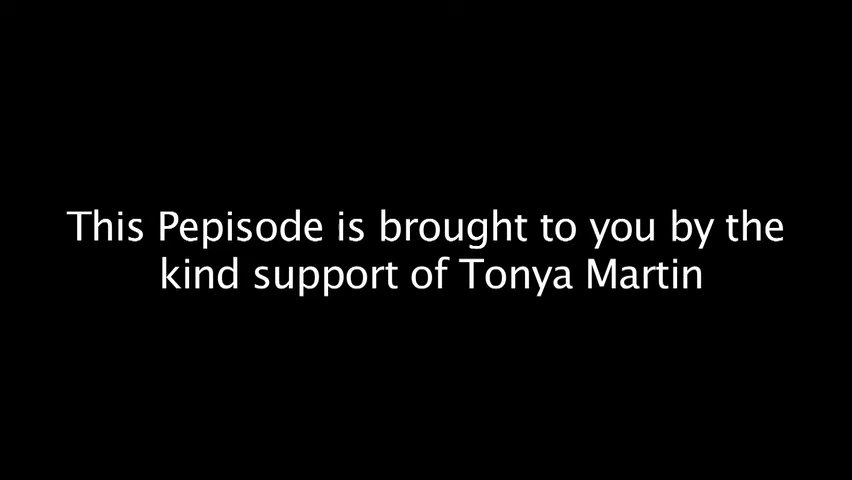 This Pepisode is brought to you by the
kind support of Tonya Martin